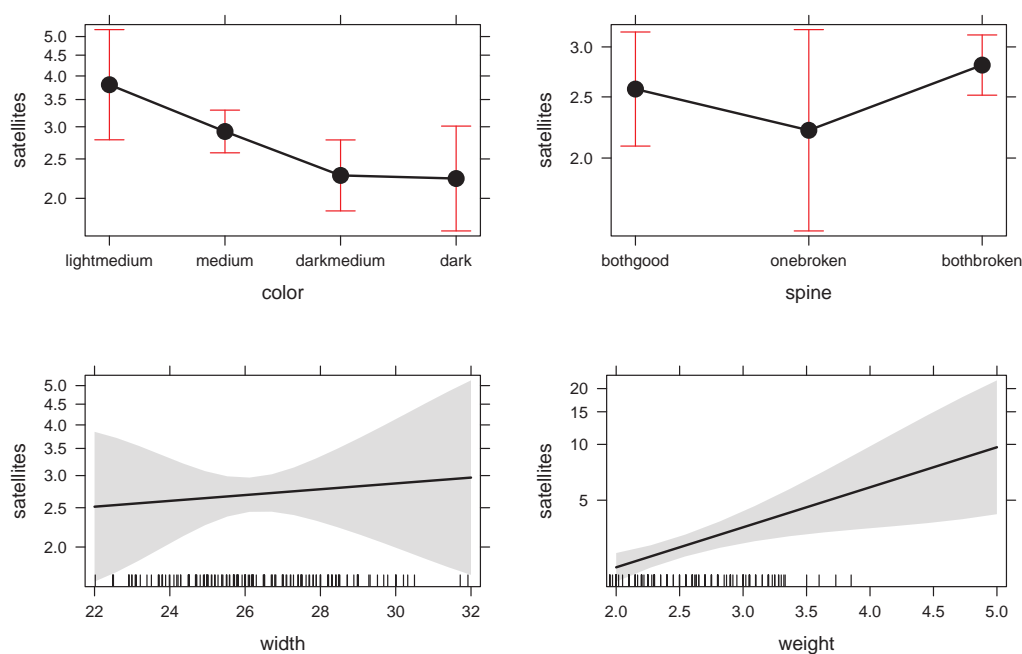 satellites
5.0
4.5
4.0
3.5
3.0
2.5
2.0
lightmedium medium darkmedium dark
color
satellites
3.0
2.5
2.0
bothgood onebroken bothbroken
spine
satellites
5.0
4.5
4.0
3.5
3.0
2.5
2.0
22 24 26 28 30 32
width
satellites
20
15
10
5
2.0 2.5 3.0 3.5 4.0 4.5 5.0
weight